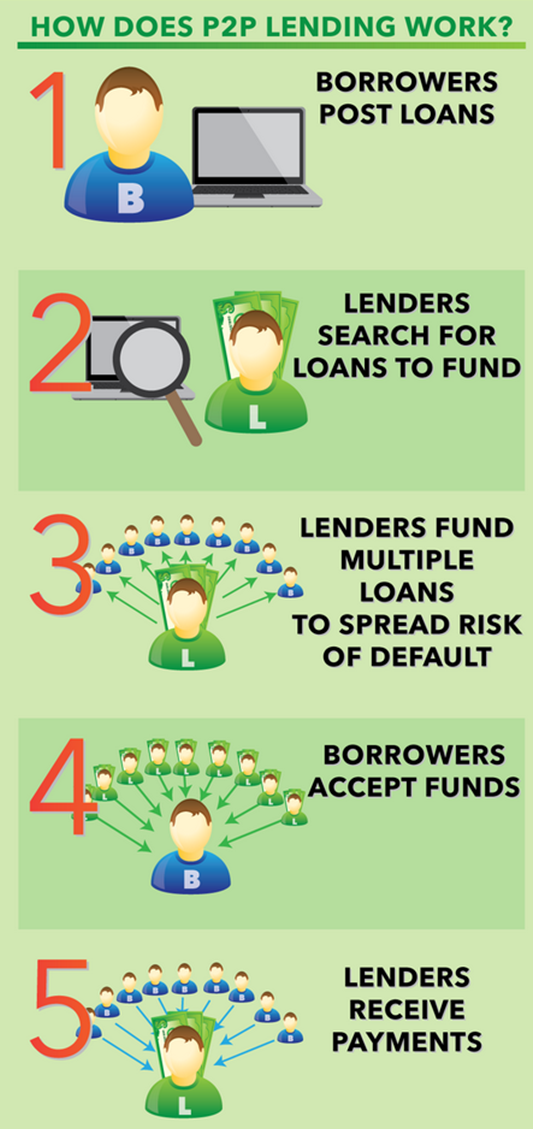 HOW DOES P2P LENDING WORK?
1
BORROWERS
POST LOANS
B
2
LENDERS
SEARCH FOR
LOANS TO FUND
L
3
LENDERS FUND
MULTIPLE
LOANS
TO SPREAD RISK
OF DEFAULT
L
4
BORROWERS
ACCEPT FUNDS
B
5
LENDERS
RECEIVE
PAYMENTS
L